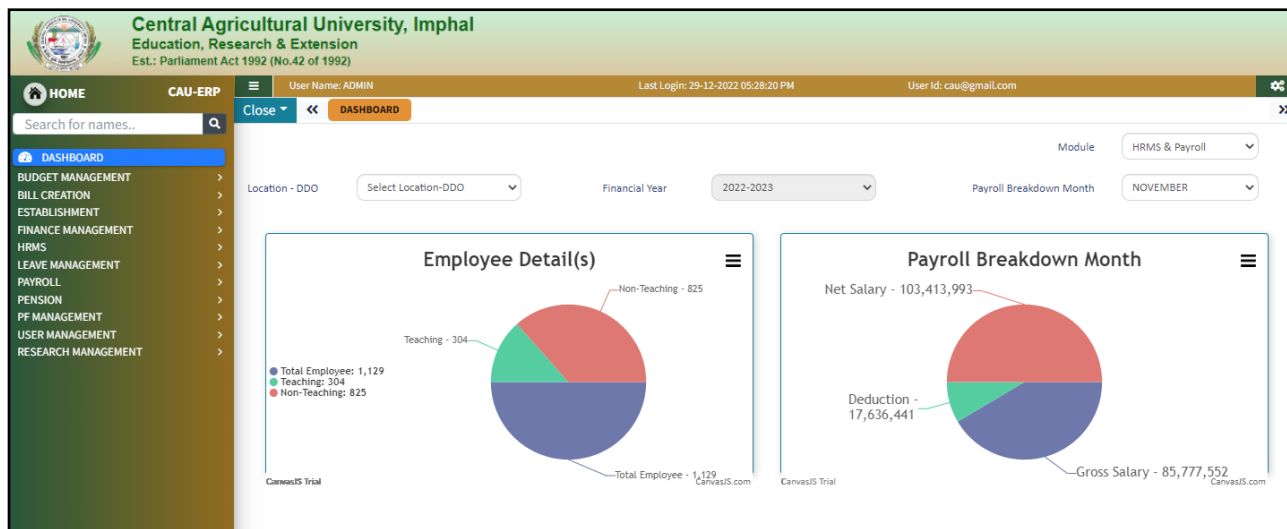 Central Agricultural University, Imphal
Education, Research & Extension
Est.: Parliament Act 1992 (No.42 of 1992)
HOME CAU-ERP
User Name: ADMIN Last Login: 29-12-2022 05:28:20 PM User Id: cau@gmail.com
Close DASHBOARD
Search for names..
DASHBOARD
BUDGET MANAGEMENT
BILL CREATION
ESTABLISHMENT
FINANCE MANAGEMENT
HRMS
LEAVE MANAGEMENT
PAYROLL
PENSION
PF MANAGEMENT
USER MANAGEMENT
RESEARCH MANAGEMENT
Module HRMS & Payroll
Location - DDO Select Location-DDO Financial Year 2022-2023 Payroll Breakdown Month NOVEMBER
Employee Detail(s)
Non-Teaching - 825
Teaching - 304
Total Employee: 1,129
Teaching: 304
Non-Teaching: 825
Total Employee - 1,129
CanvasJS Trial CanvasJS.com
Payroll Breakdown Month
Net Salary - 103,413,993
Deduction -
17,636,441
Gross Salary - 85,777,552
CanvasJS Trial CanvasJS.com